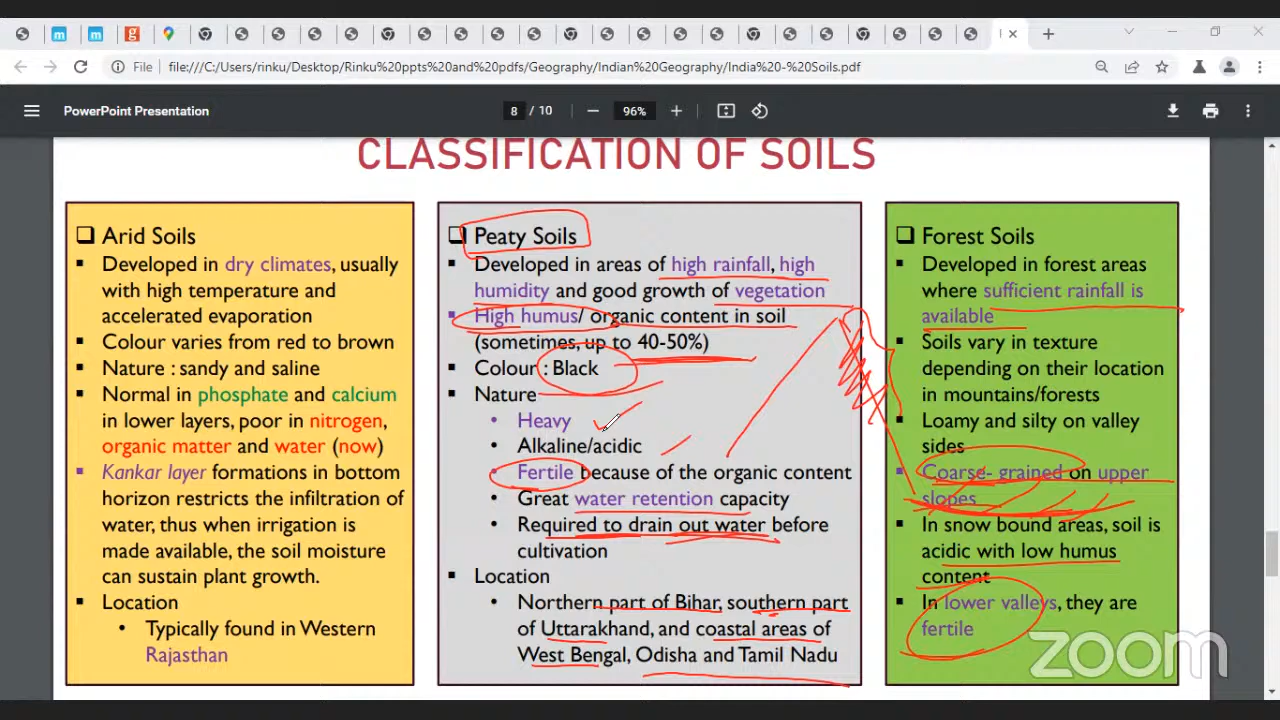 File
file:///C:/Users/rinku/Desktop/Rinku%20ppts%20and%20pdfs/Geography/Indian%20Geography/India%20-%20Soils.pdf
PowerPoint Presentation
8 / 10
96%
CLASSIFICATION OF SOILS
Arid Soils
Developed in dry climates, usually
with high temperature and
accelerated evaporation
Colour varies from red to brown
Nature : sandy and saline
Normal in phosphate and calcium
in lower layers, poor in nitrogen,
organic matter and water (now)
Kankar layer formations in bottom
horizon restricts the infiltration of
water, thus when irrigation is
made available, the soil moisture
can sustain plant growth.
Location
Typically found in Western
Rajasthan
Peaty Soils
Developed in areas of high rainfall, high
humidity and good growth of vegetation
High humus/ organic content in soil
(sometimes, up to 40-50%)
Colour : Black
Nature
Heavy
Alkaline/acidic
Fertile because of the organic content
Great water retention capacity
Required to drain out water before
cultivation
Location
Northern part of Bihar, southern part
of Uttarakhand, and coastal areas of
West Bengal, Odisha and Tamil Nadu
Forest Soils
Developed in forest areas
where sufficient rainfall is
available
Soils vary in texture
depending on their location
in mountains/forests
Loamy and silty on valley
sides
Coarse- grained on upper
slopes
In snow bound areas, soil is
acidic with low humus
content
In lower valleys, they are
fertile
zoom